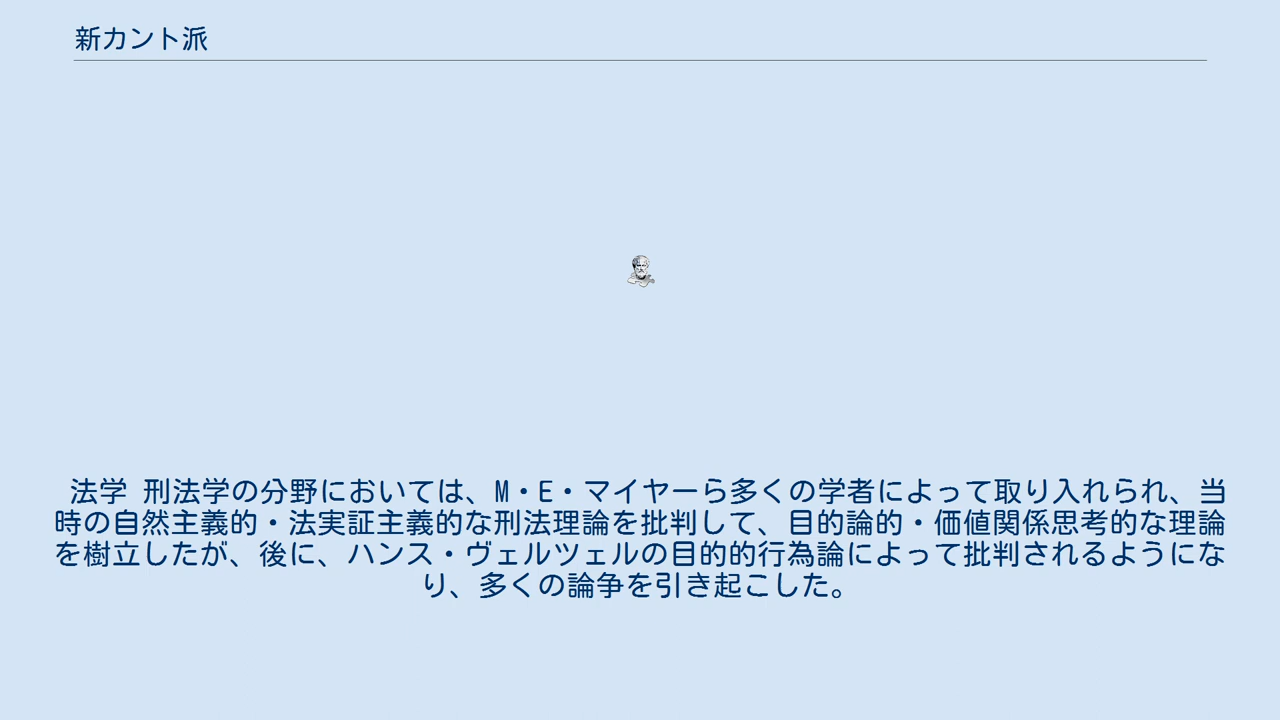 新カント派
法学 刑法学の分野においては、M・E・マイヤーら多くの学者によって取り入れられ、当
時の自然主義的・法実証主義的な刑法理論を批判して、目的論的・価値関係思考的な理論
を樹立したが、後に、ハンス・ヴェルツェルの目的的行為論によって批判されるようにな
り、多くの論争を引き起こした。